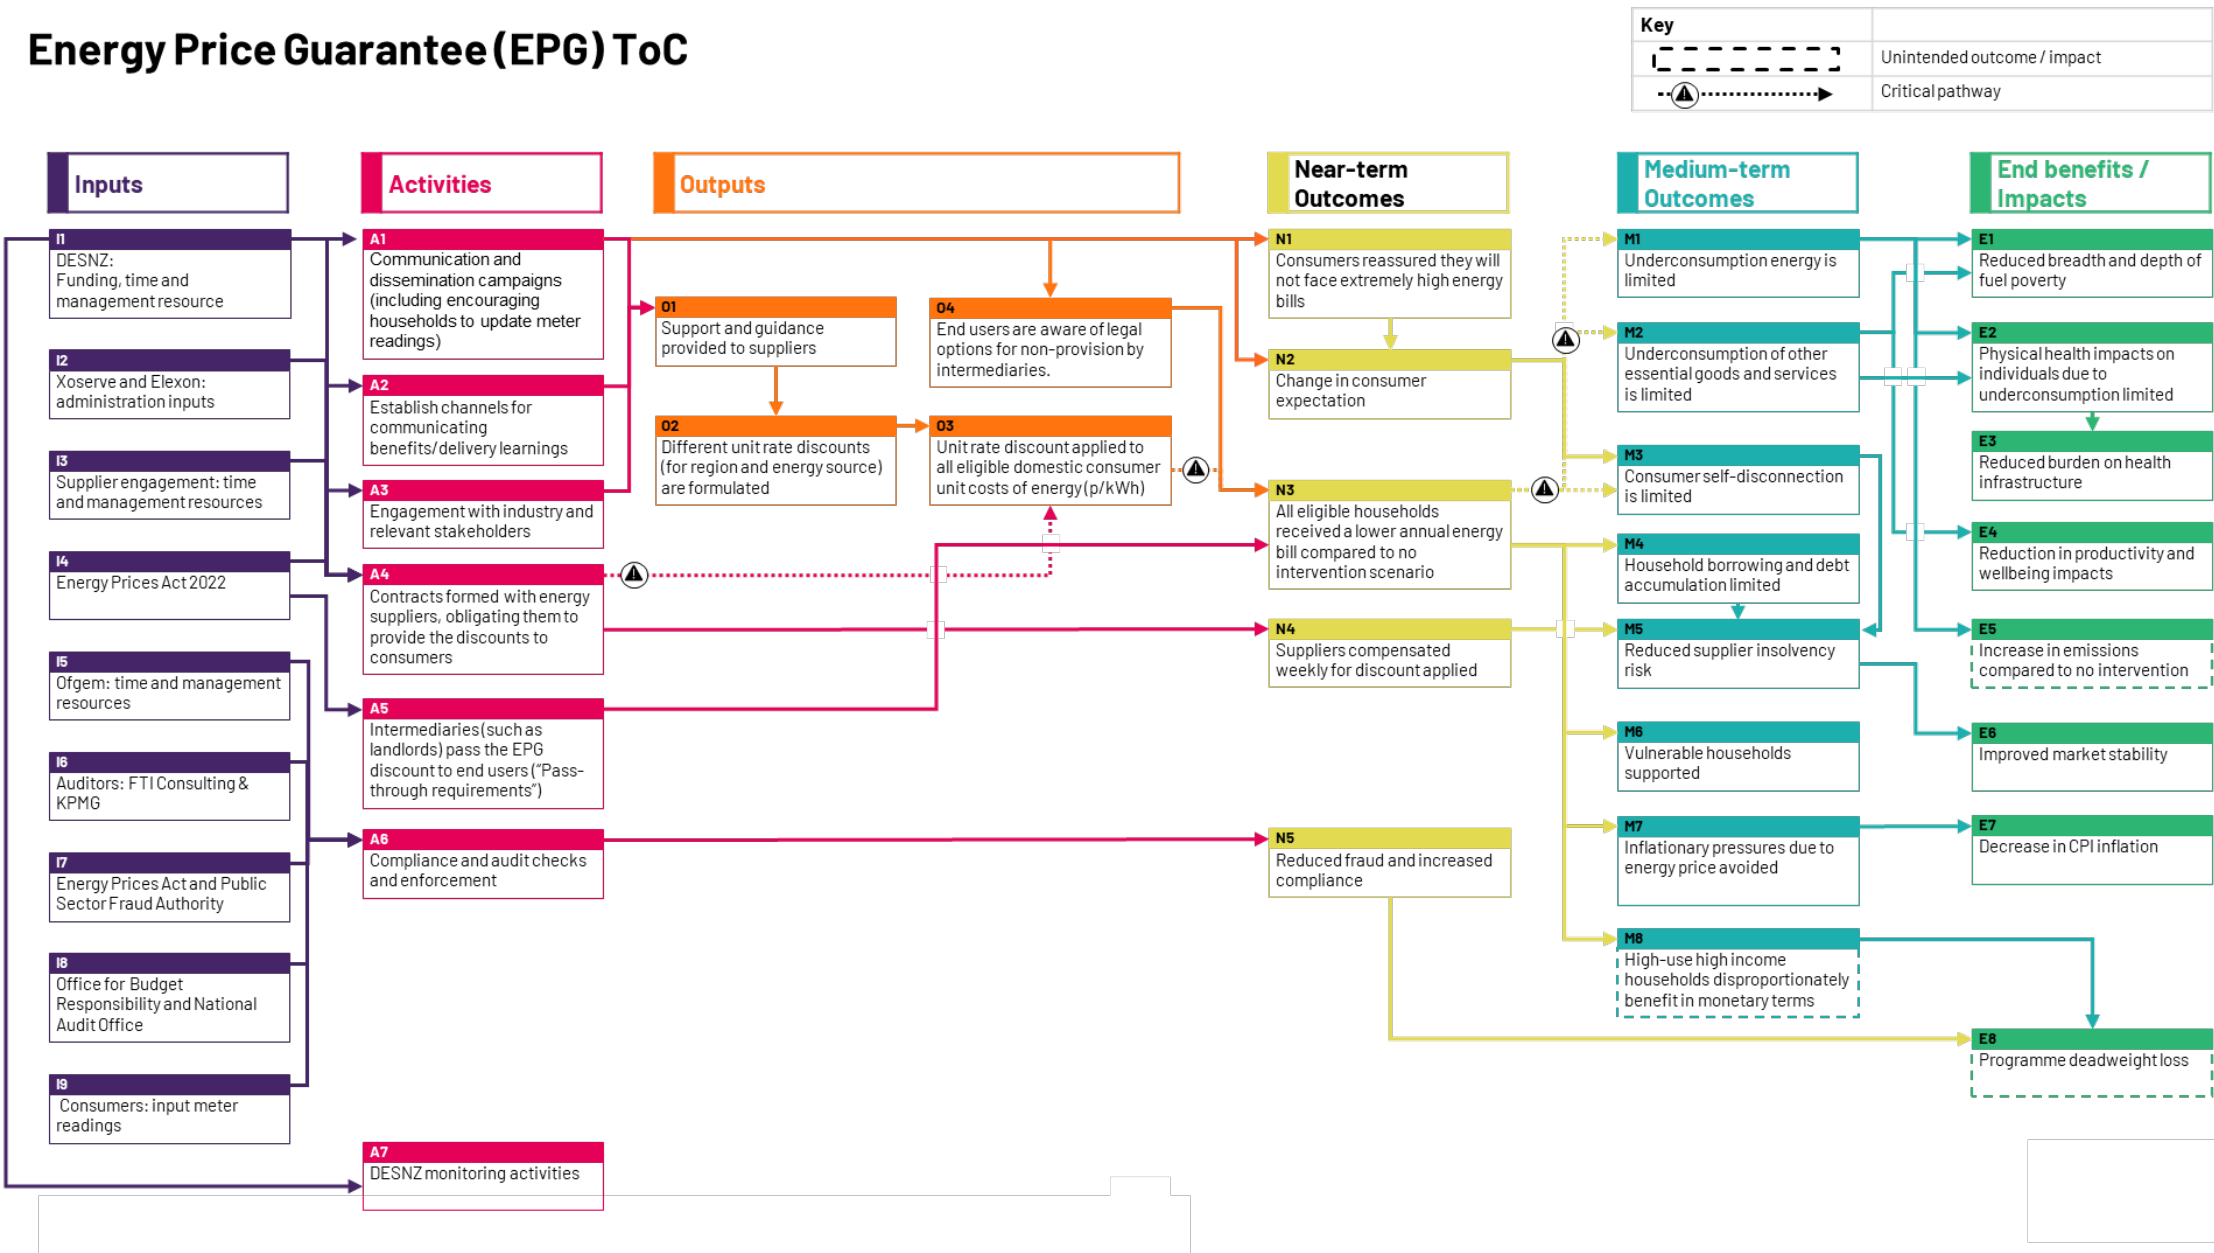 Energy Price Guarantee (EPG) ToC
Key
Unintended outcome / impact
Critical pathway
Inputs
Activities
Outputs
Near-term
Outcomes
Medium-term
Outcomes
End benefits /
Impacts
I1
DESNZ:
Funding, time and
management resource
I2
Xoserve and Elexon:
administration inputs
I3
Supplier engagement: time
and management resources
I4
Energy Prices Act 2022
I5
Ofgem: time and management
resources
I6
Auditors: FTI Consulting &
KPMG
I7
Energy Prices Act and Public
Sector Fraud Authority
I8
Office for Budget
Responsibility and National
Audit Office
I9
Consumers: input meter
readings
A1
Communication and
dissemination campaigns
(including encouraging
households to update meter
readings)
A2
Establish channels for
communicating
benefits/delivery learnings
A3
Engagement with industry and
relevant stakeholders
A4
Contracts formed with energy
suppliers, obligating them to
provide the discounts to
consumers
A5
Intermediaries (such as
landlords) pass the EPG
discount to end users (“Pass-
through requirements”)
A6
Compliance and audit checks
and enforcement
A7
DESNZ monitoring activities
O1
Support and guidance
provided to suppliers
O2
Different unit rate discounts
(for region and energy source)
are formulated
O4
End users are aware of legal
options for non-provision by
intermediaries.
O3
Unit rate discount applied to
all eligible domestic consumer
unit costs of energy (p/kWh)
N1
Consumers reassured they will
not face extremely high energy
bills
N2
Change in consumer
expectation
N3
All eligible households
received a lower annual energy
bill compared to no
intervention scenario
N4
Suppliers compensated
weekly for discount applied
N5
Reduced fraud and increased
compliance
M1
Underconsumption energy is
limited
M2
Underconsumption of other
essential goods and services
is limited
M3
Consumer self-disconnection
is limited
M4
Household borrowing and debt
accumulation limited
M5
Reduced supplier insolvency
risk
M6
Vulnerable households
supported
M7
Inflationary pressures due to
energy price avoided
M8
High-use high income
households disproportionately
benefit in monetary terms
E1
Reduced breadth and depth of
fuel poverty
E2
Physical health impacts on
individuals due to
underconsumption limited
E3
Reduced burden on health
infrastructure
E4
Reduction in productivity and
wellbeing impacts
E5
Increase in emissions
compared to no intervention
E6
Improved market stability
E7
Decrease in CPI inflation
E8
Programme deadweight loss